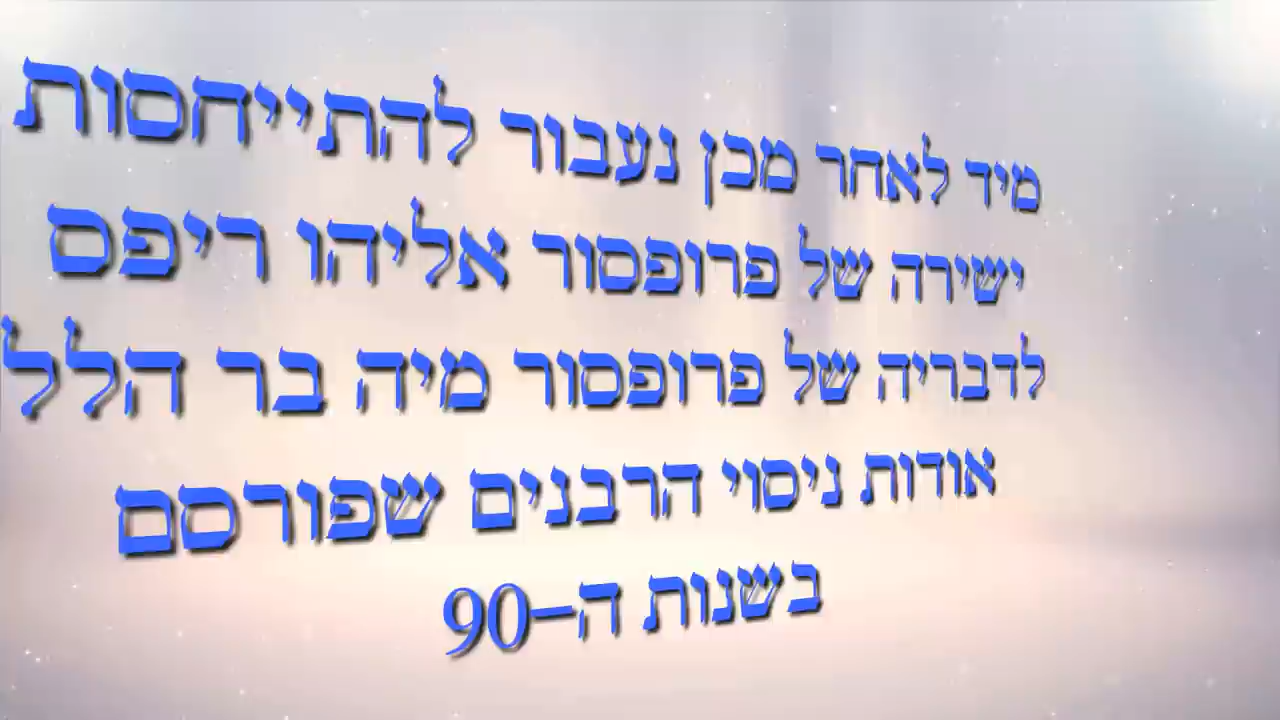 מיד לאחר מכן נעבור להתייחסות
ישירה של פרופסור אליהו ריפס
לדבריה של פרופסור מיה בר הלל
אודות ניסוי הרבנים שפורסם
בשנות ה–90